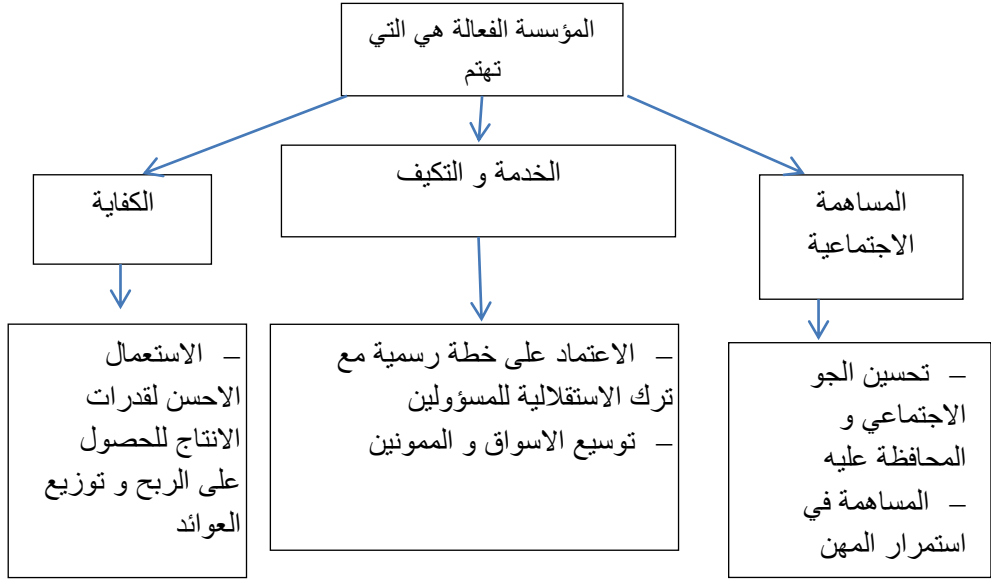 المؤسسة الفعالة هي التي
تهتم
المساهمة
الاجتماعية
الخدمة و التكيف
الكفاية
– تحسين الجو
الاجتماعي و
المحافظة عليه
– المساهمة في
استمرار المهن
– الاعتماد على خطة رسمية مع
ترك الاستقلالية للمسؤولين
– توسيع الاسواق و الممونين
– الاستعمال
الاحسن لقدرات
الانتاج للحصول
على الربح و توزيع
العوائد